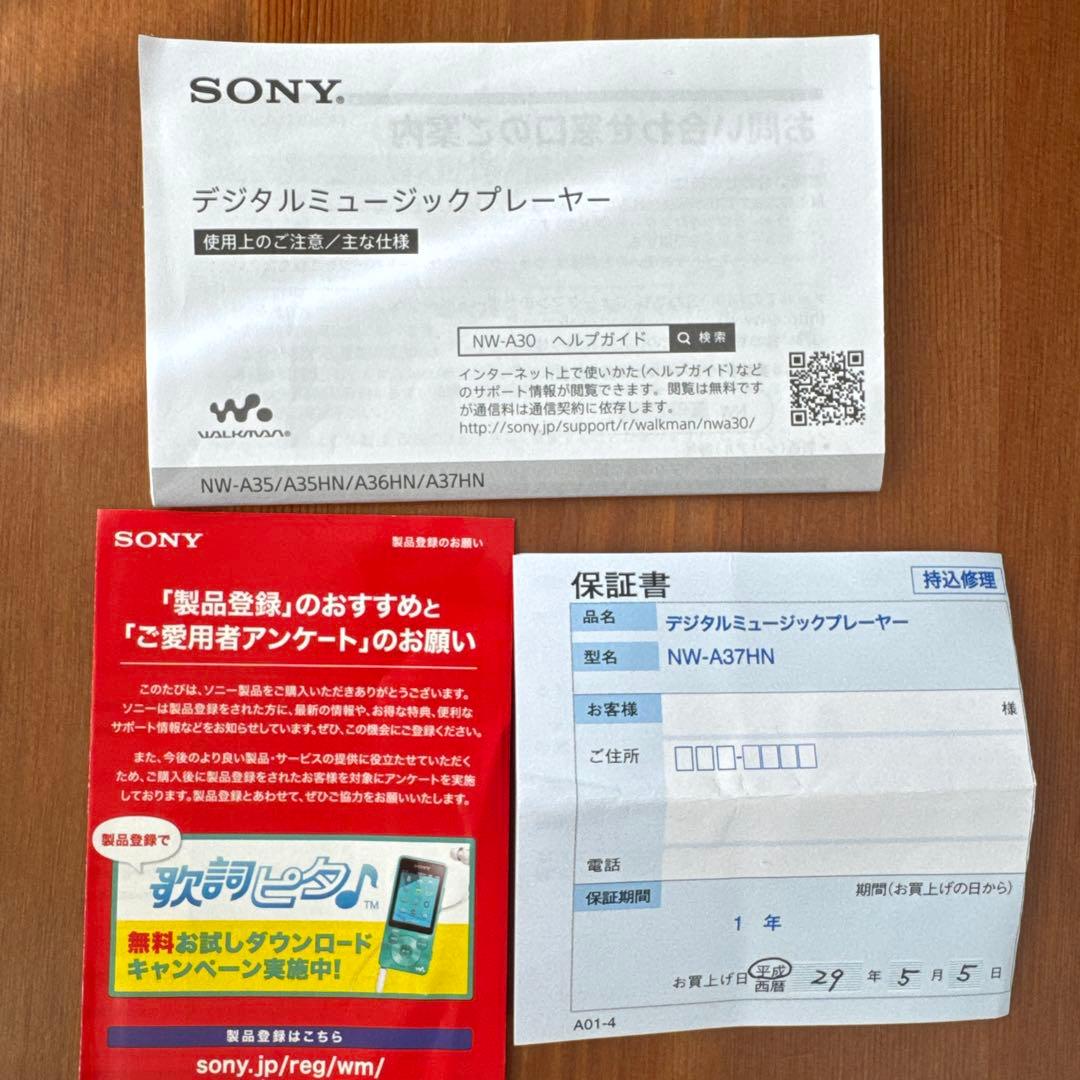 SONY®
デジタルミュージックプレーヤー
使用上のご注意／主な仕様
NW-A30 ヘルプガイド 検索
インターネット上で使いかた（ヘルプガイド）など
のサポート情報が閲覧できます。閲覧は無料です
が通信料は通信契約に依存します。
http://sony.jp/support/r/walkman/nwa30/
WALKMAN®
NW-A35/A35HN/A36HN/A37HN
SONY 製品登録のお願い
「製品登録」のおすすめと
「ご愛用者アンケート」のお願い
このたびは、ソニー製品をご購入いただきありがとうございます。
ソニーは製品登録をされた方に、最新の情報や、お得な特典、便利な
サポート情報などをお知らせしています。ぜひ、この機会にご登録ください。
また、今後のより良い製品・サービスの提供に役立たせていただく
ため、ご購入後に製品登録をされたお客様を対象にアンケートを実施
しております。製品登録とあわせて、ぜひご協力をお願いいたします。
製品登録で
歌詞ピタ♪™
無料お試しダウンロード
キャンペーン実施中！
製品登録はこちら
sony.jp/reg/wm/
保証書 持込修理
品名 デジタルミュージックプレーヤー
型名 NW-A37HN
お客様 様
ご住所 □□□-□□□□
電話
保証期間 期間（お買上げの日から）
1 年
お買上げ日 平成 29 年 5 月 5 日
西暦
A01-4